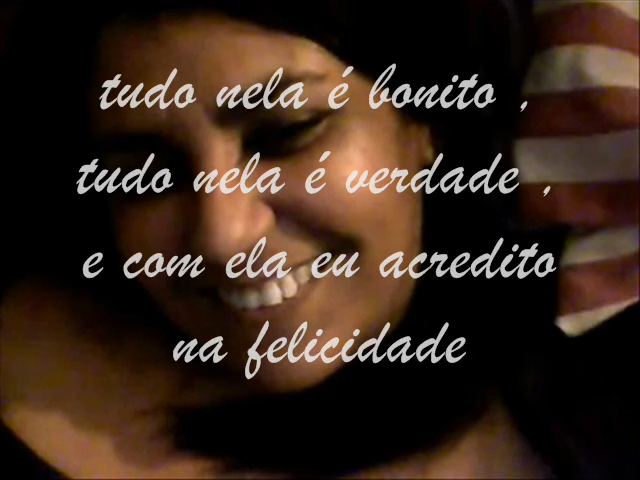 tudo nela é bonito ,
tudo nela é verdade ,
e com ela eu acredito
na felicidade